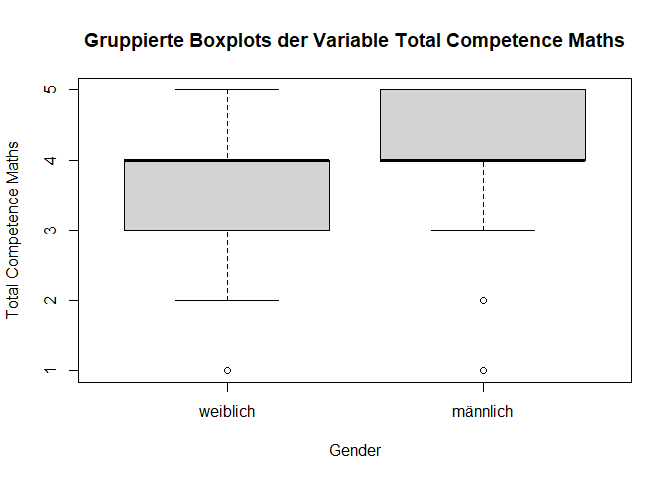 Gruppierte Boxplots der Variable Total Competence Maths
Total Competence Maths
5
4
3
2
1
weiblich männlich
Gender